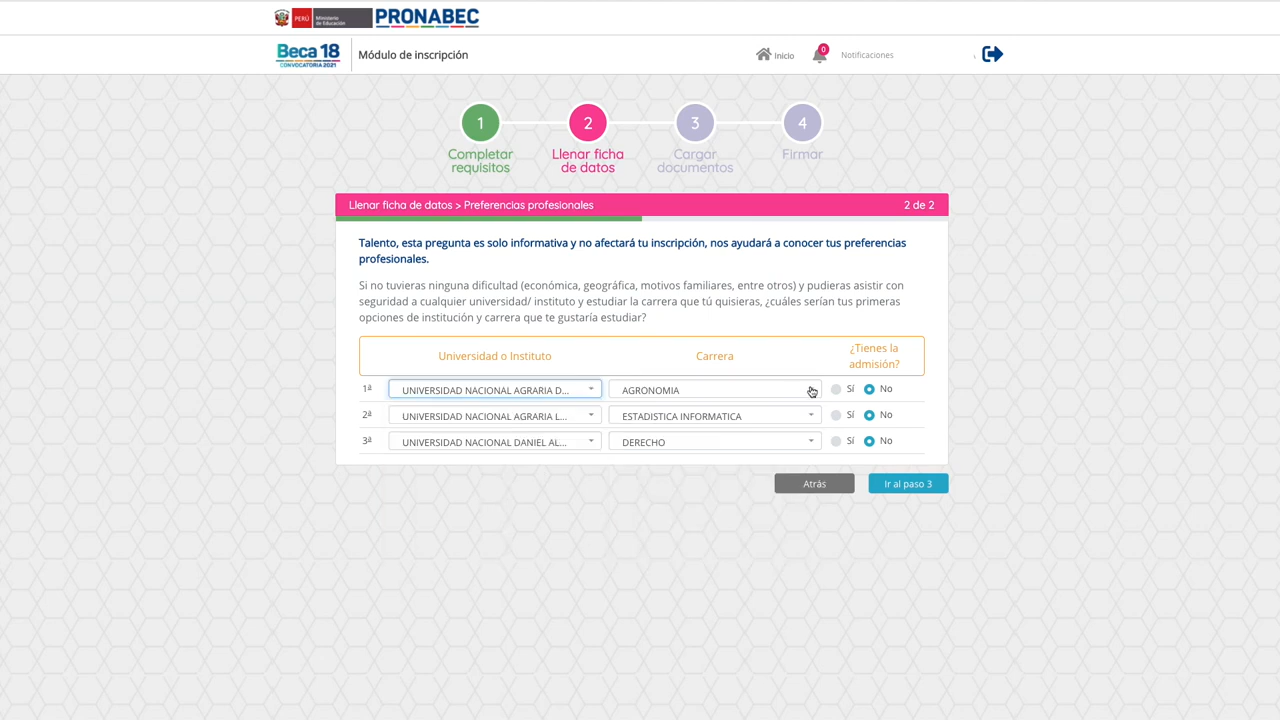 PERÚ
Ministerio
de Educación
PRONABEC
Beca 18
CONVOCATORIA 2021
Módulo de inscripción
Inicio
0
Notificaciones
1
2
3
4
Completar
requisitos
Llenar ficha
de datos
Cargar
documentos
Firmar
Llenar ficha de datos > Preferencias profesionales
2 de 2
Talento, esta pregunta es solo informativa y no afectará tu inscripción, nos ayudará a conocer tus preferencias
profesionales.
Si no tuvieras ninguna dificultad (económica, geográfica, motivos familiares, entre otros) y pudieras asistir con
seguridad a cualquier universidad/ instituto y estudiar la carrera que tú quisieras, ¿cuáles serían tus primeras
opciones de institución y carrera que te gustaría estudiar?
Universidad o Instituto
Carrera
¿Tienes la
admisión?
1ª UNIVERSIDAD NACIONAL AGRARIA D... AGRONOMIA Sí No
2ª UNIVERSIDAD NACIONAL AGRARIA L... ESTADISTICA INFORMATICA Sí No
3ª UNIVERSIDAD NACIONAL DANIEL AL... DERECHO Sí No
Atrás
Ir al paso 3